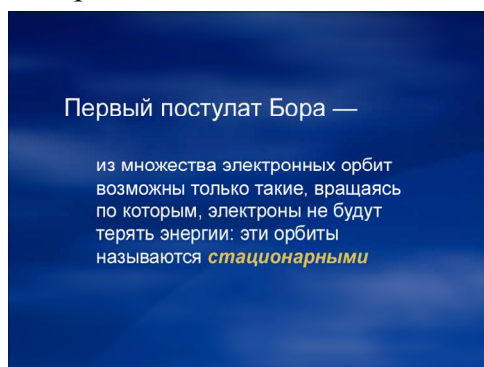 Первый постулат Бора —
из множества электронных орбит
возможны только такие, вращаясь
по которым, электроны не будут
терять энергии: эти орбиты
называются стационарными